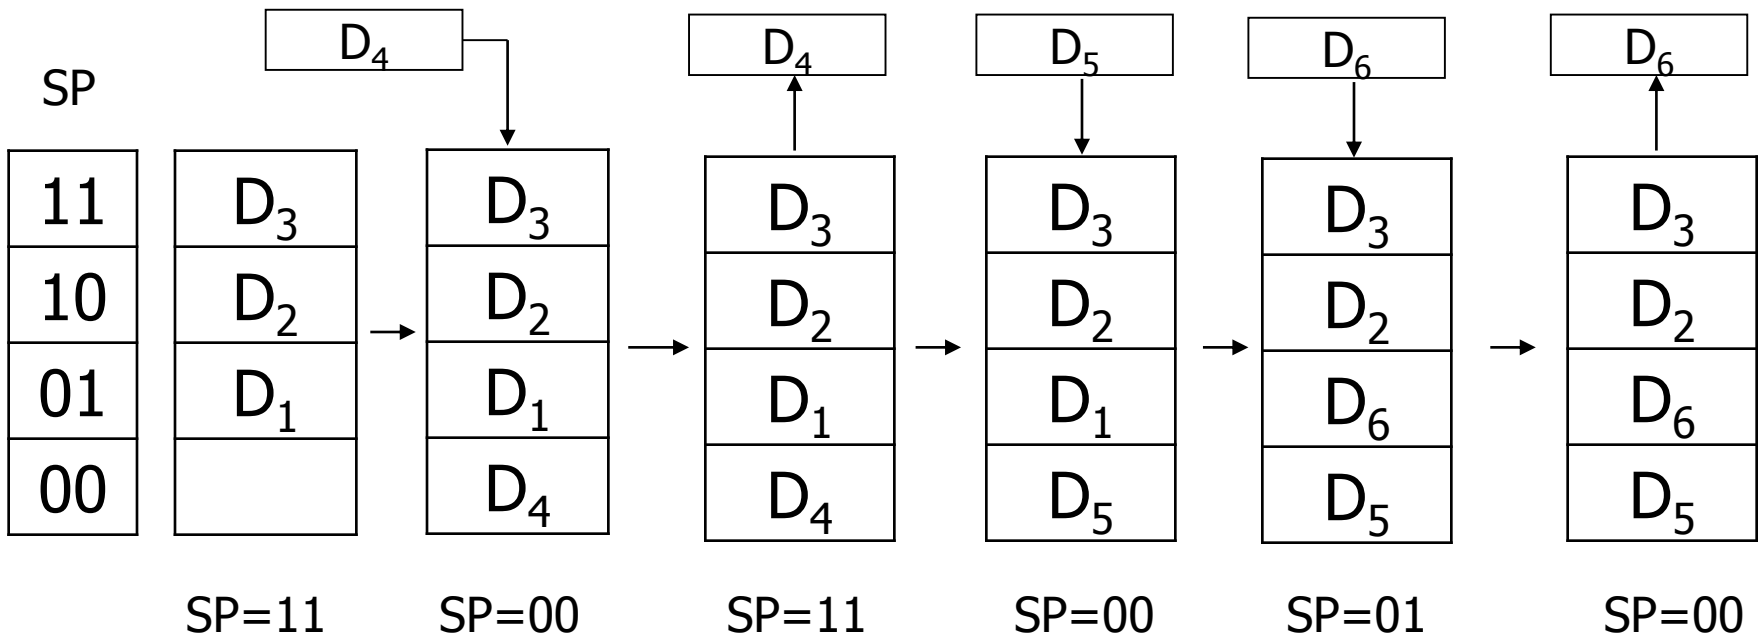 D₄ D₄ D₅ D₆ D₆
SP
11 D₃ D₃ D₃ D₃ D₃ D₃
10 D₂ D₂ D₂ D₂ D₂ D₂
01 D₁ D₁ D₁ D₁ D₆ D₆
00 D₄ D₄ D₅ D₅ D₅
SP=11 SP=00 SP=11 SP=00 SP=01 SP=00